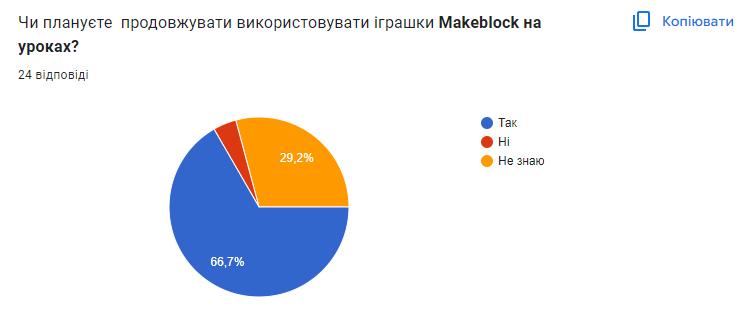 Чи плануєте  продовжувати використовувати іграшки Makeblock на
уроках?
Копіювати
24 відповіді
Так
Ні
Не знаю
29,2%
66,7%